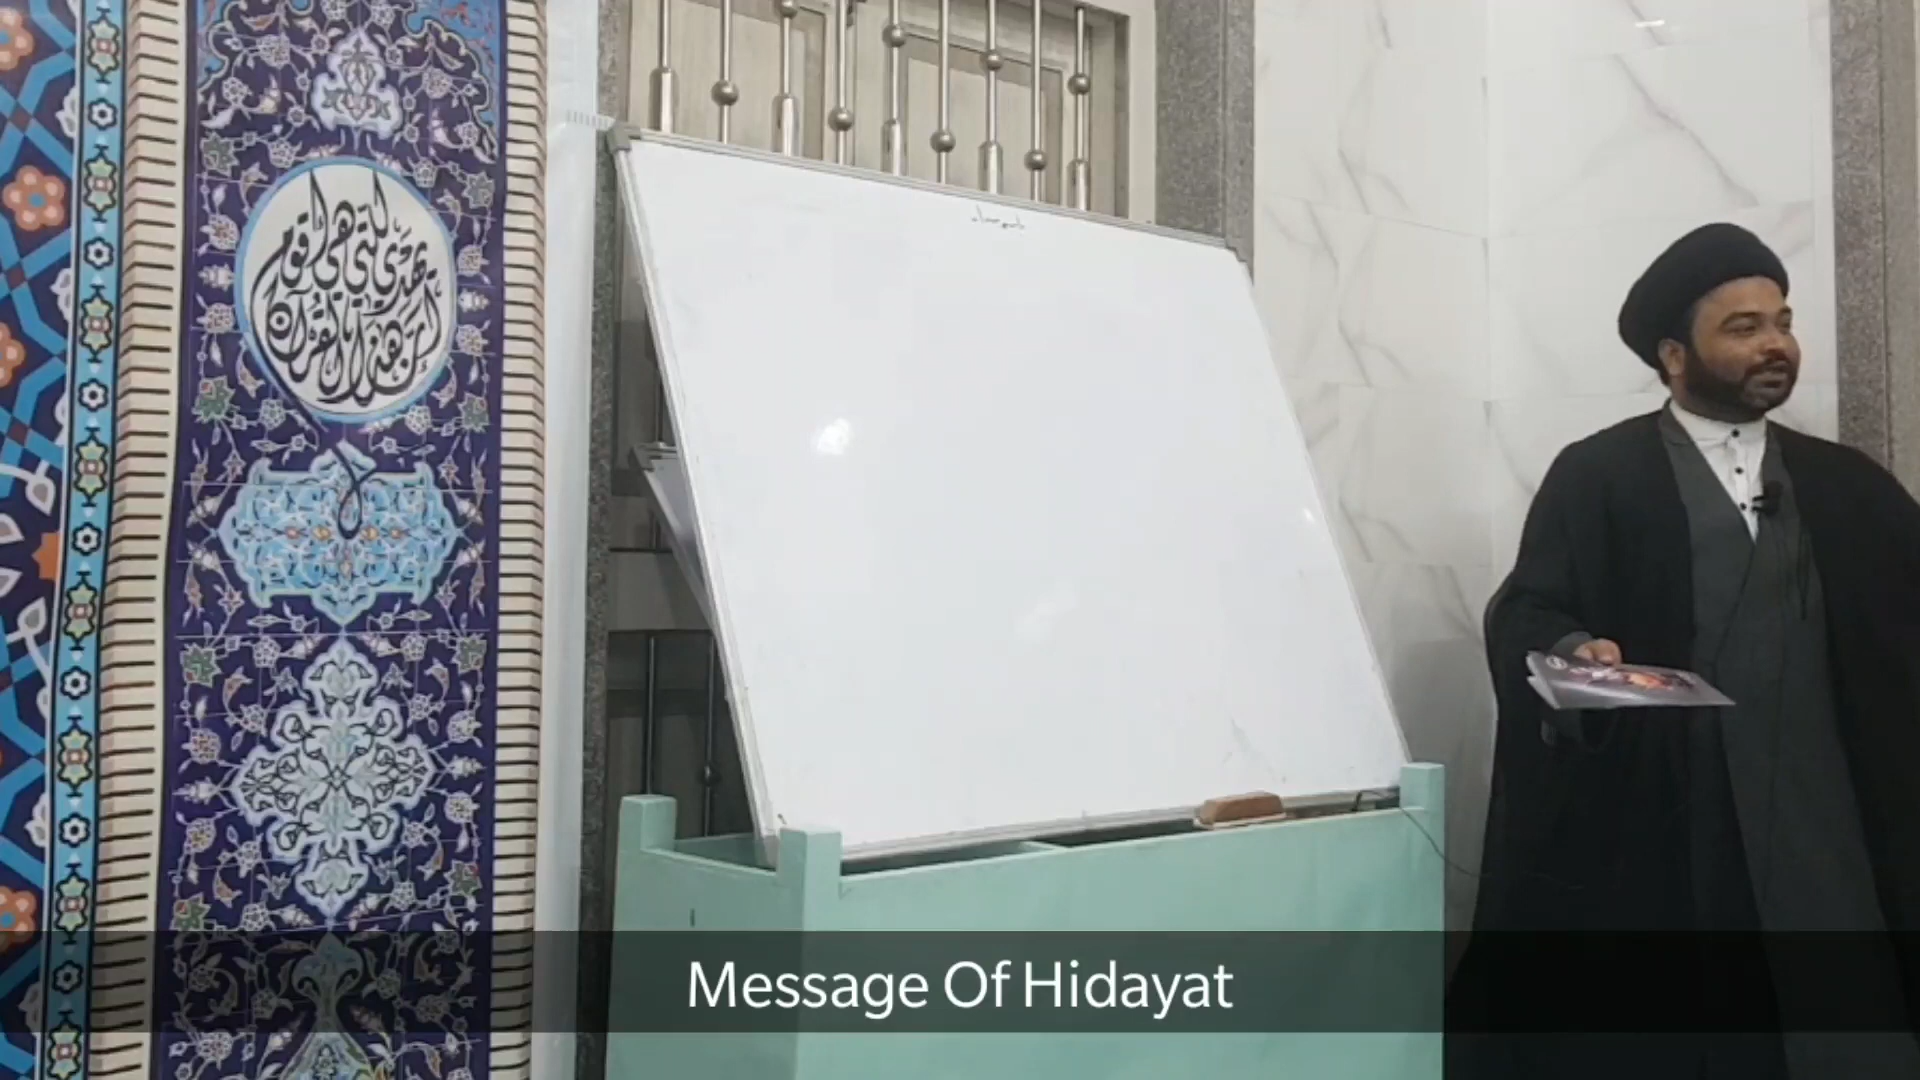 إن هذا القرآن
يهدي للتي هي أقوم
Message Of Hidayat